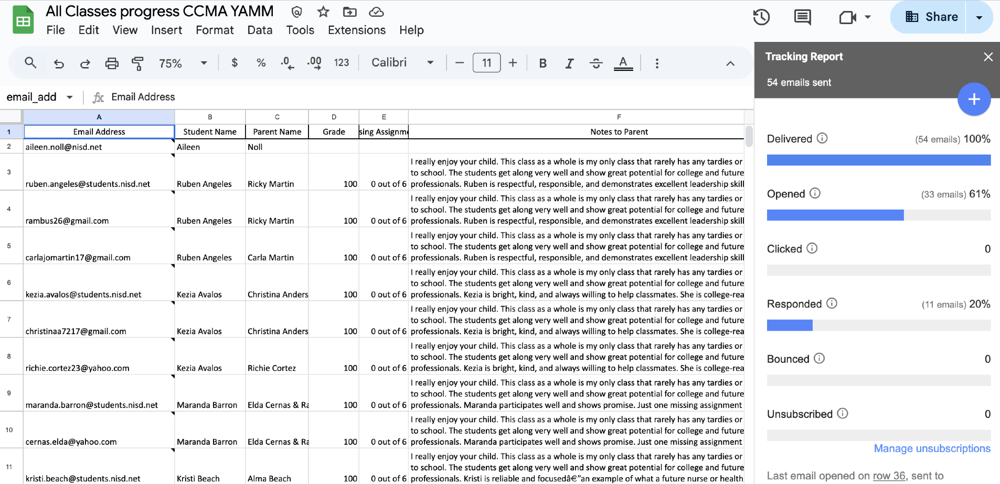 All Classes progress CCMA YAMM
File Edit View Insert Format Data Tools Extensions Help
Share
75% $ % .0 .00 123 Calibri 11 B I S A
email_add fx Email Address
A B C D E F
1 Email Address Student Name Parent Name Grade sing Assignme Notes to Parent
2 aileen.noll@nisd.net Aileen Noll
I really enjoy your child. This class as a whole is my only class that rarely has any tardies or
to school. The students get along very well and show great potential for college and future
3 ruben.angeles@students.nisd.net Ruben Angeles Ricky Martin 100 0 out of 6 professionals. Ruben is respectful, responsible, and demonstrates excellent leadership skill
I really enjoy your child. This class as a whole is my only class that rarely has any tardies or
to school. The students get along very well and show great potential for college and future
4 rambus26@gmail.com Ruben Angeles Ricky Martin 100 0 out of 6 professionals. Ruben is respectful, responsible, and demonstrates excellent leadership skill
I really enjoy your child. This class as a whole is my only class that rarely has any tardies or
to school. The students get along very well and show great potential for college and future
5 carlajomartin17@gmail.com Ruben Angeles Carla Martin 100 0 out of 6 professionals. Ruben is respectful, responsible, and demonstrates excellent leadership skill
I really enjoy your child. This class as a whole is my only class that rarely has any tardies or
to school. The students get along very well and show great potential for college and future
6 kezia.avalos@students.nisd.net Kezia Avalos Christina Anders 100 0 out of 6 professionals. Kezia is bright, kind, and always willing to help classmates. She is college-rea
I really enjoy your child. This class as a whole is my only class that rarely has any tardies or
to school. The students get along very well and show great potential for college and future
7 christinaa7217@gmail.com Kezia Avalos Christina Anders 100 0 out of 6 professionals. Kezia is bright, kind, and always willing to help classmates. She is college-rea
I really enjoy your child. This class as a whole is my only class that rarely has any tardies or
to school. The students get along very well and show great potential for college and future
8 richie.cortez23@yahoo.com Kezia Avalos Richie Cortez 100 0 out of 6 professionals. Kezia is bright, kind, and always willing to help classmates. She is college-rea
I really enjoy your child. This class as a whole is my only class that rarely has any tardies or
to school. The students get along very well and show great potential for college and future
9 maranda.barron@students.nisd.net Maranda Barron Elda Cernas & Ra 100 0 out of 6 professionals. Maranda participates well and shows promise. Just one missing assignment
I really enjoy your child. This class as a whole is my only class that rarely has any tardies or
to school. The students get along very well and show great potential for college and future
10 cernas.elda@yahoo.com Maranda Barron Elda Cernas & Ra 100 0 out of 6 professionals. Maranda participates well and shows promise. Just one missing assignment
I really enjoy your child. This class as a whole is my only class that rarely has any tardies or
to school. The students get along very well and show great potential for college and future
11 kristi.beach@students.nisd.net Kristi Beach Alma Beach 100 0 out of 6 professionals. Kristi is reliable and focusedâ€”an example of what a future nurse or health
Tracking Report
54 emails sent
Delivered (54 emails) 100%
Opened (33 emails) 61%
Clicked 0
Responded (11 emails) 20%
Bounced 0
Unsubscribed 0
Manage unsubscriptions
Last email opened on row 36, sent to